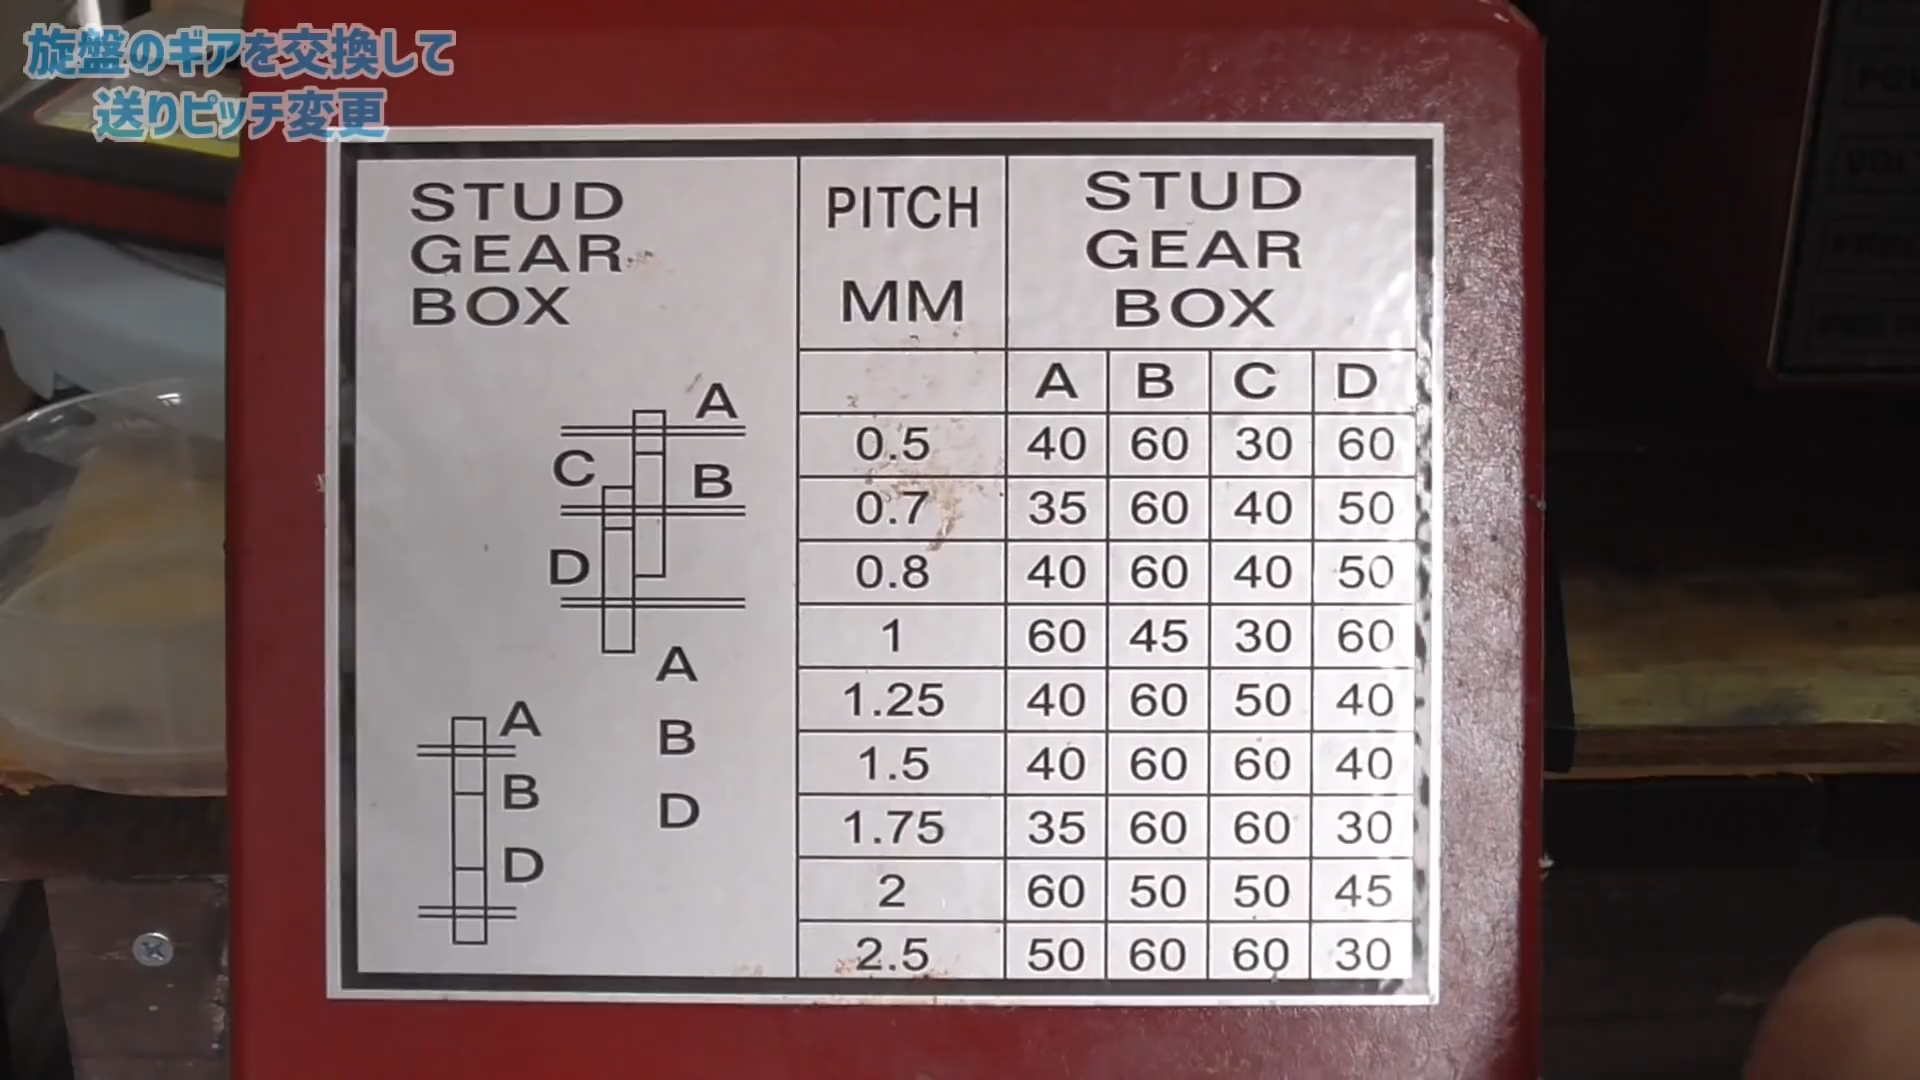 旋盤のギアを交換して
送りピッチ変更
STUD
GEAR
BOX
A
C
B
D
A
B
D
A
B
D
PITCH
MM
STUD
GEAR
BOX
A B C D
0.5 40 60 30 60
0.7 35 60 40 50
0.8 40 60 40 50
1 60 45 30 60
1.25 40 60 50 40
1.5 40 60 60 40
1.75 35 60 60 30
2 60 50 50 45
2.5 50 60 60 30